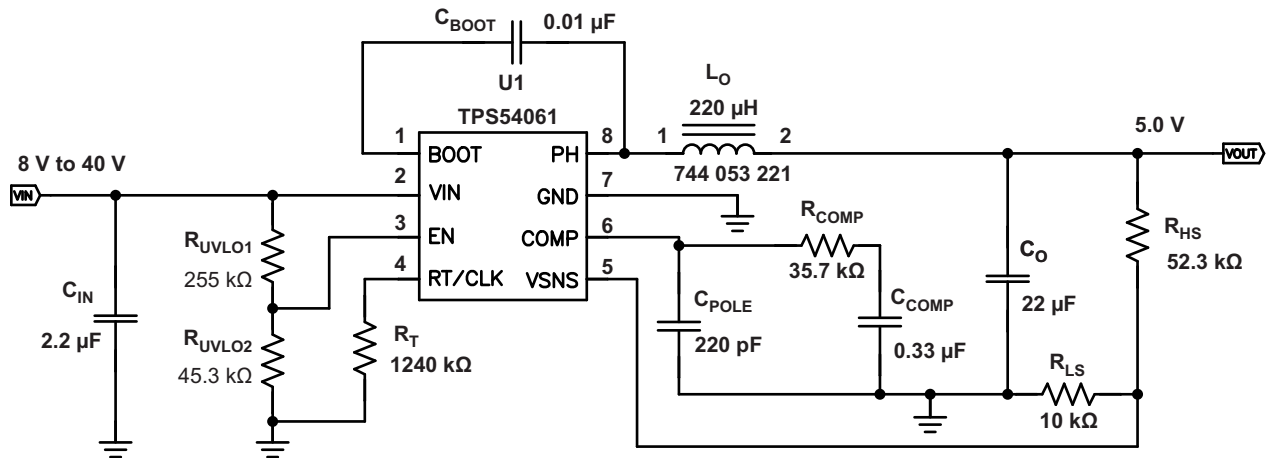 C_BOOT 0.01 µF
U1
TPS54061
L_O
220 µH
1 2
744 053 221
5.0 V
VOUT
8 V to 40 V
VIN
1 BOOT
2 VIN
3 EN
4 RT/CLK
PH 8
GND 7
COMP 6
VSNS 5
R_UVLO1
255 kΩ
C_IN
2.2 µF
R_UVLO2
45.3 kΩ
R_T
1240 kΩ
R_COMP
35.7 kΩ
C_POLE
220 pF
C_COMP
0.33 µF
C_O
22 µF
R_HS
52.3 kΩ
R_LS
10 kΩ